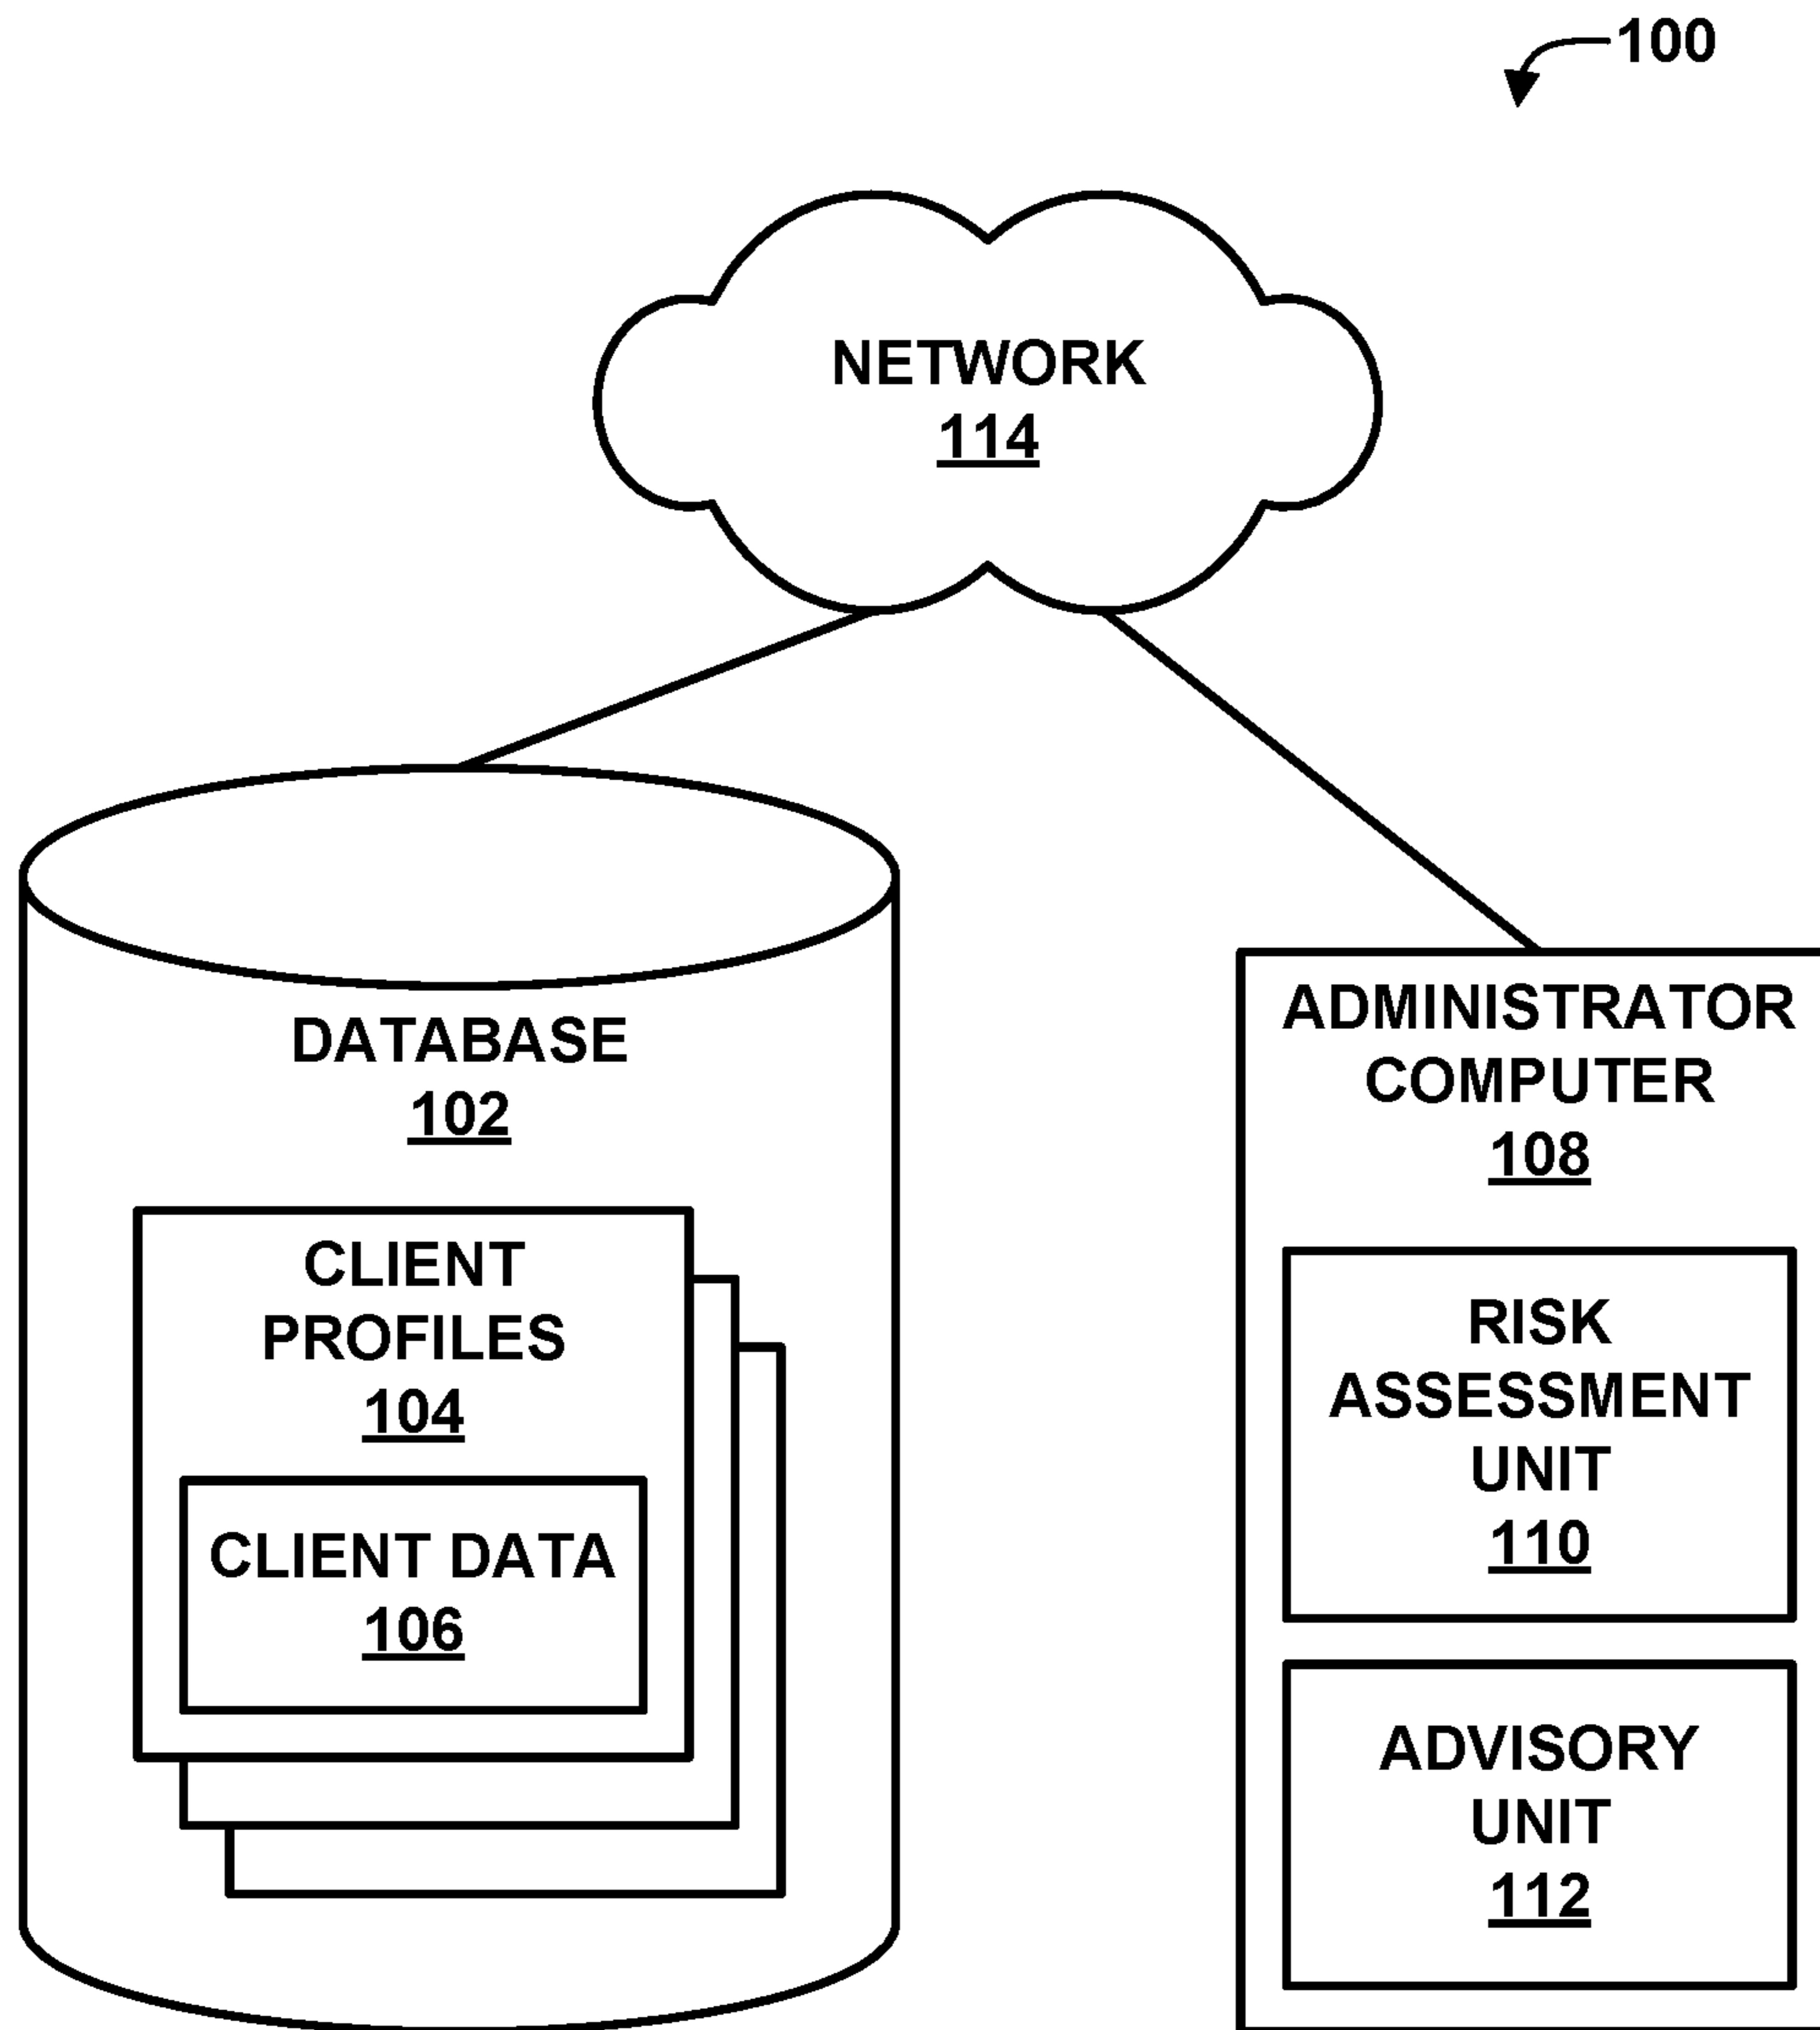 100
NETWORK
114
DATABASE
102
CLIENT
PROFILES
104
CLIENT DATA
106
ADMINISTRATOR
COMPUTER
108
RISK
ASSESSMENT
UNIT
110
ADVISORY
UNIT
112